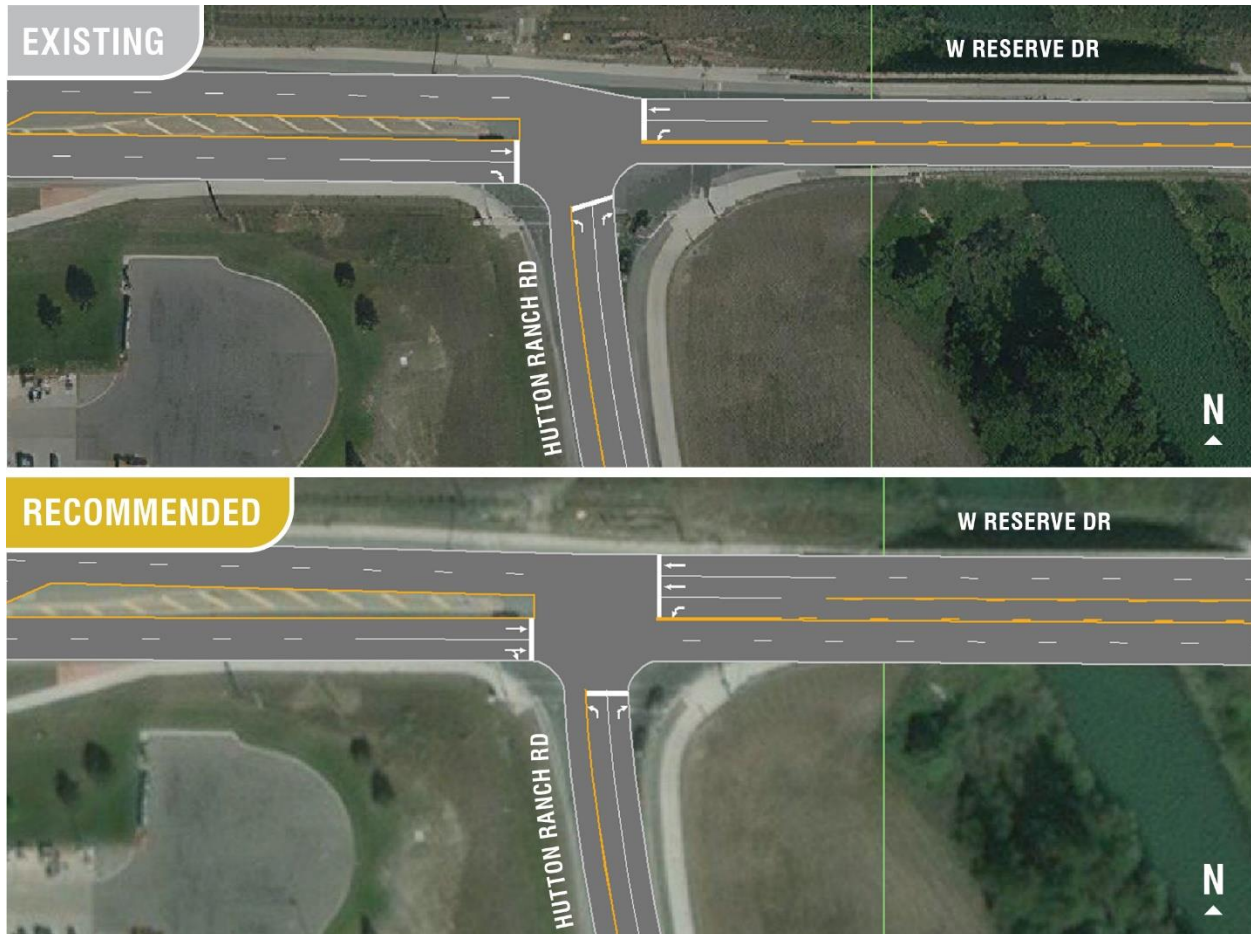 EXISTING
W RESERVE DR
HUTTON RANCH RD
N
RECOMMENDED
W RESERVE DR
HUTTON RANCH RD
N